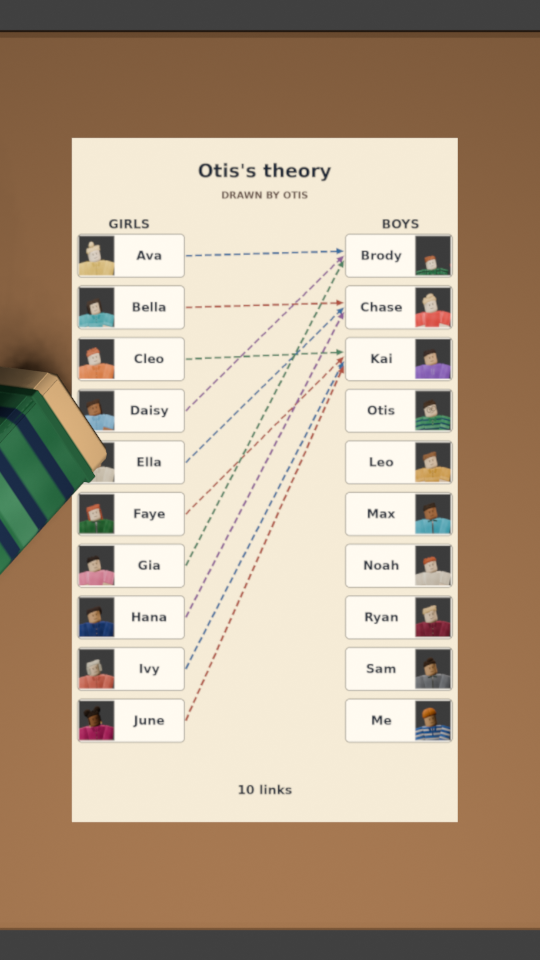 Otis's theory
DRAWN BY OTIS
GIRLS BOYS
Ava Brody
Bella Chase
Cleo Kai
Daisy Otis
Ella Leo
Faye Max
Gia Noah
Hana Ryan
Ivy Sam
June Me
10 links